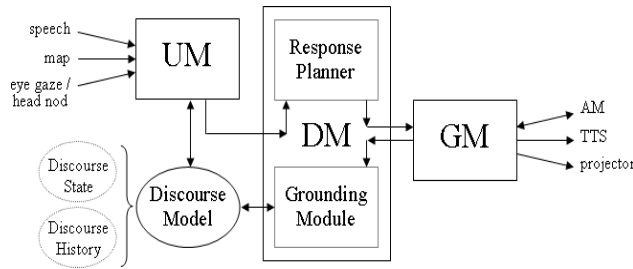 speech
map
eye gaze /
head nod
UM
Response
Planner
DM
GM
AM
TTS
projector
Discourse
State
Discourse
History
Discourse
Model
Grounding
Module